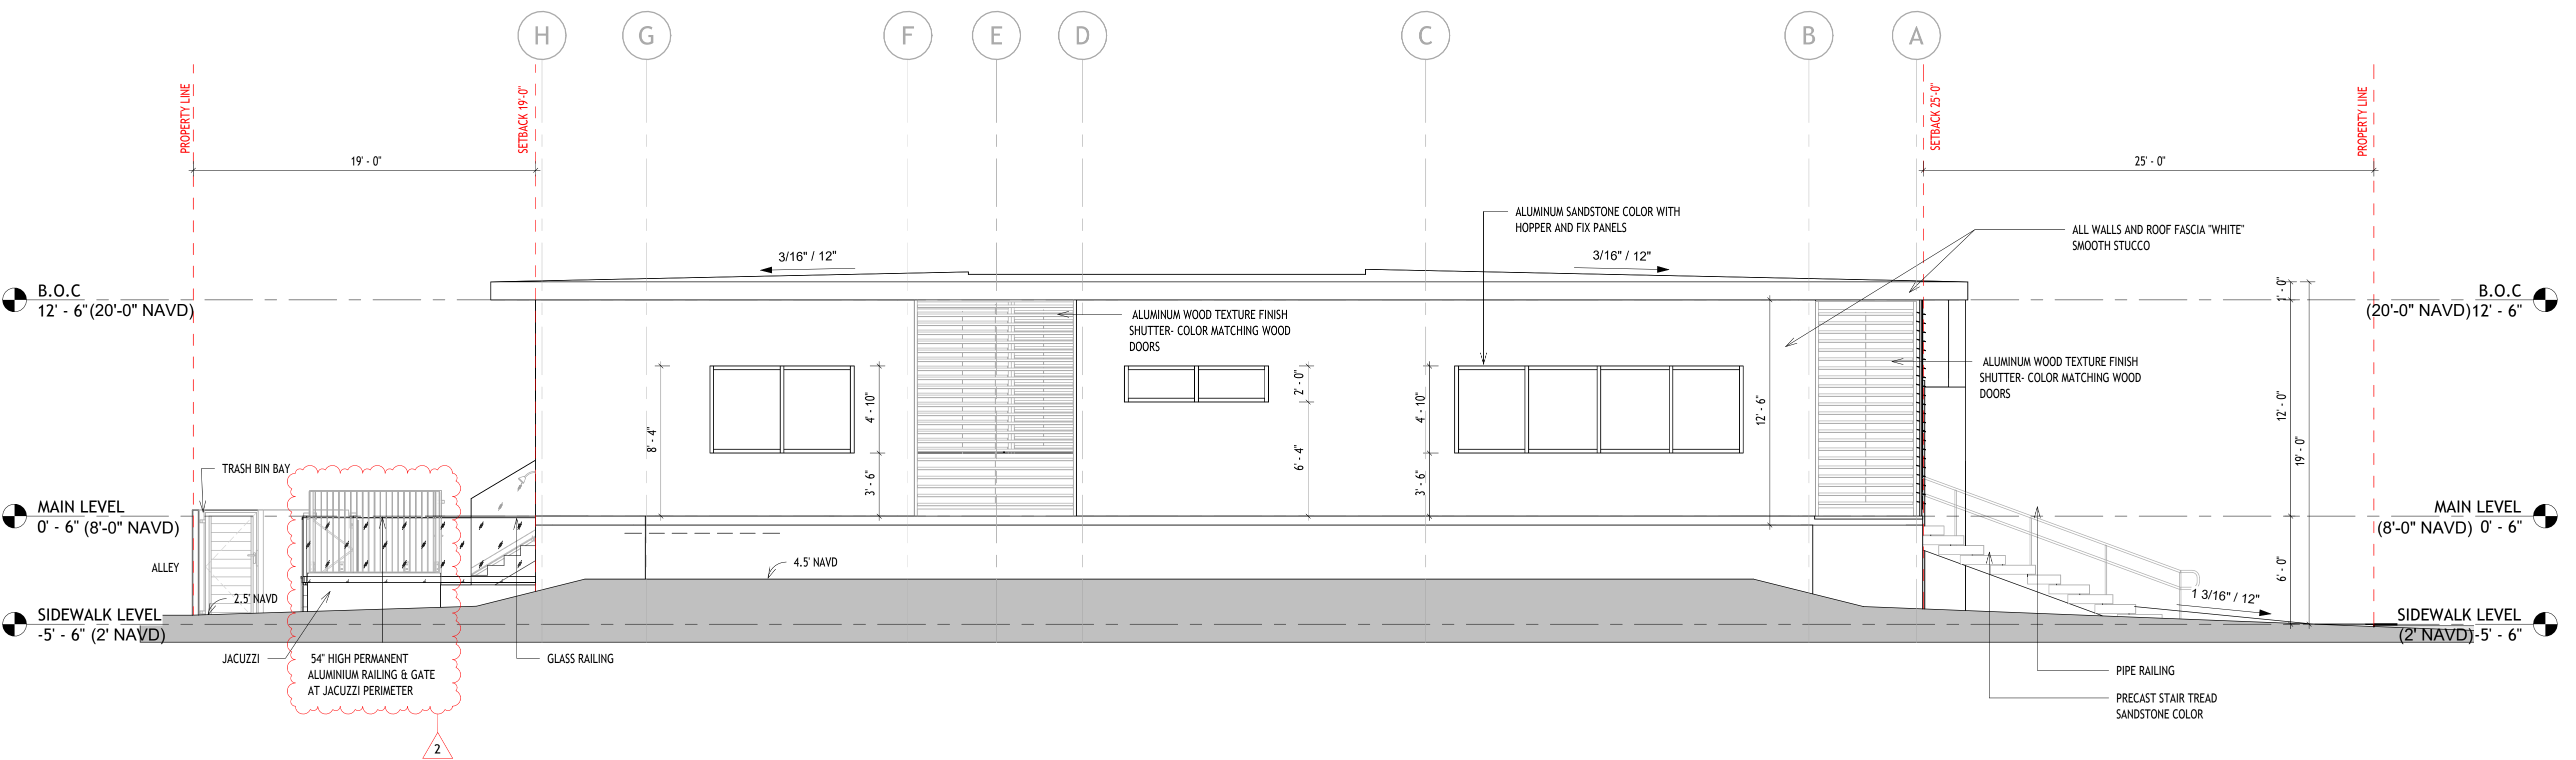 H
G
F
E
D
C
B
A
PROPERTY LINE
SETBACK 19'-0"
SETBACK 25'-0"
PROPERTY LINE
19' - 0"
25' - 0"
ALUMINUM SANDSTONE COLOR WITH
HOPPER AND FIX PANELS
ALL WALLS AND ROOF FASCIA "WHITE"
SMOOTH STUCCO
3/16" / 12"
3/16" / 12"
B.O.C
12' - 6"(20'-0" NAVD)
B.O.C
(20'-0" NAVD)12' - 6"
1' - 0"
ALUMINUM WOOD TEXTURE FINISH
SHUTTER- COLOR MATCHING WOOD
DOORS
ALUMINUM WOOD TEXTURE FINISH
SHUTTER- COLOR MATCHING WOOD
DOORS
8' - 4"
4' - 10"
3' - 6"
2' - 0"
6' - 4"
4' - 10"
3' - 6"
12' - 6"
12' - 0"
19' - 0"
6' - 0"
TRASH BIN BAY
MAIN LEVEL
0' - 6" (8'-0" NAVD)
MAIN LEVEL
(8'-0" NAVD) 0' - 6"
ALLEY
4.5' NAVD
2.5' NAVD
1 3/16" / 12"
SIDEWALK LEVEL
-5' - 6" (2' NAVD)
SIDEWALK LEVEL
(2' NAVD)-5' - 6"
JACUZZI
54" HIGH PERMANENT
ALUMINIUM RAILING & GATE
AT JACUZZI PERIMETER
GLASS RAILING
PIPE RAILING
PRECAST STAIR TREAD
SANDSTONE COLOR
2